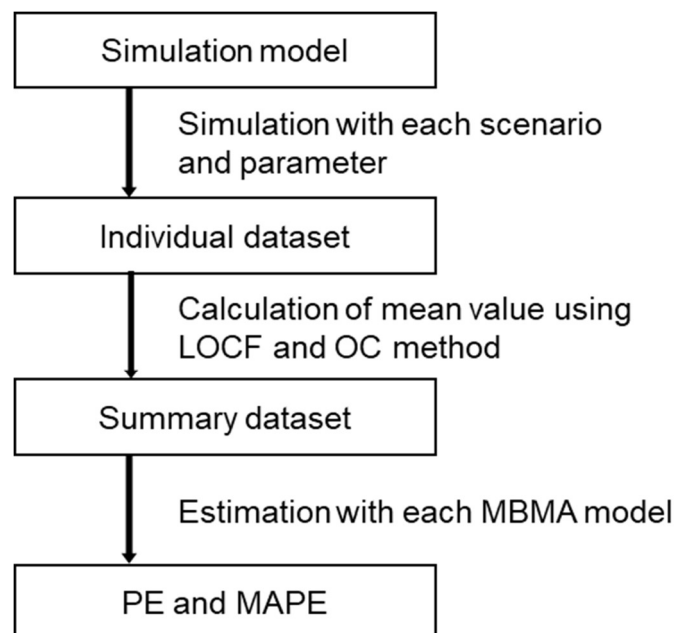 Simulation model
Simulation with each scenario
and parameter
Individual dataset
Calculation of mean value using
LOCF and OC method
Summary dataset
Estimation with each MBMA model
PE and MAPE